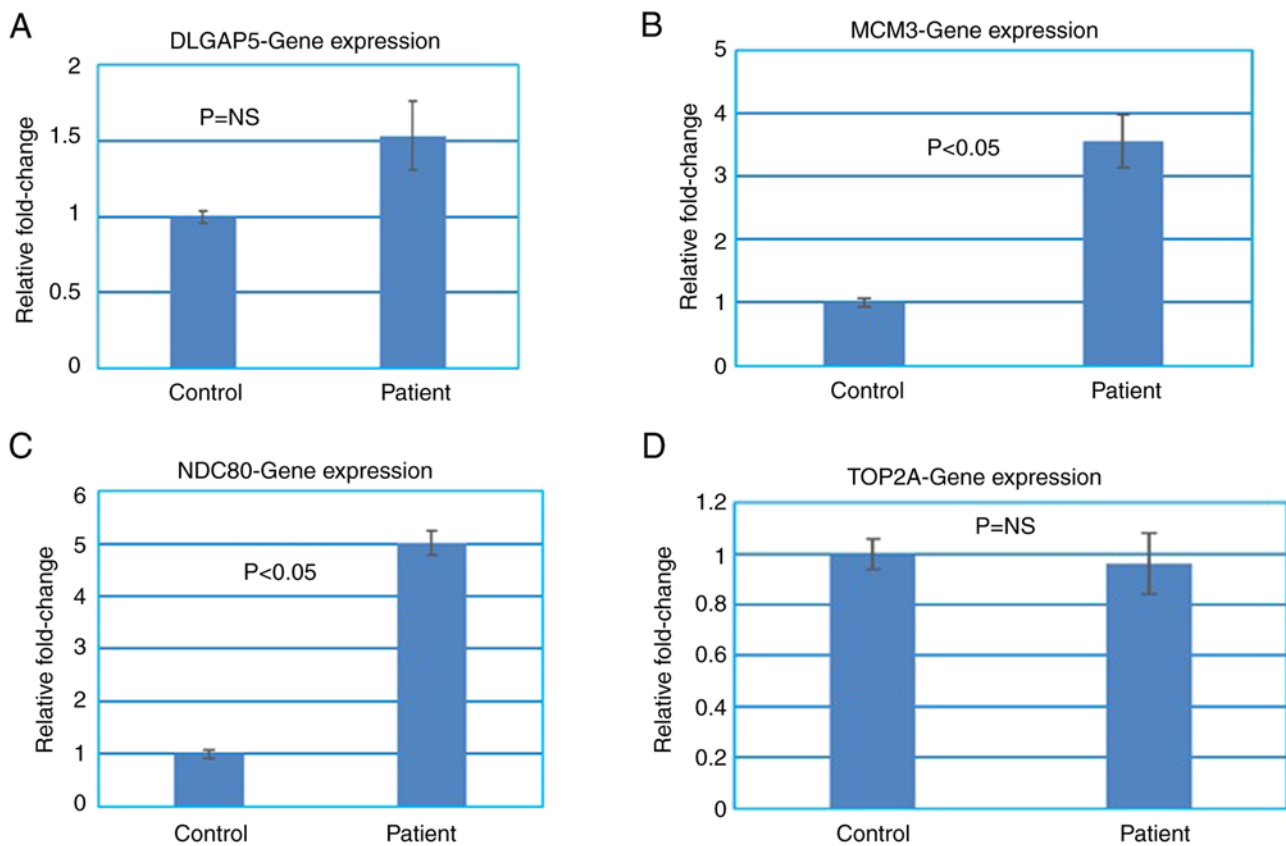 A
DLGAP5-Gene expression
Relative fold-change
2
1.5
1
0.5
0
P=NS
Control Patient
B
MCM3-Gene expression
Relative fold-change
5
4
3
2
1
0
P<0.05
Control Patient
C
NDC80-Gene expression
Relative fold-change
6
5
4
3
2
1
0
P<0.05
Control Patient
D
TOP2A-Gene expression
Relative fold-change
1.2
1
0.8
0.6
0.4
0.2
0
P=NS
Control Patient